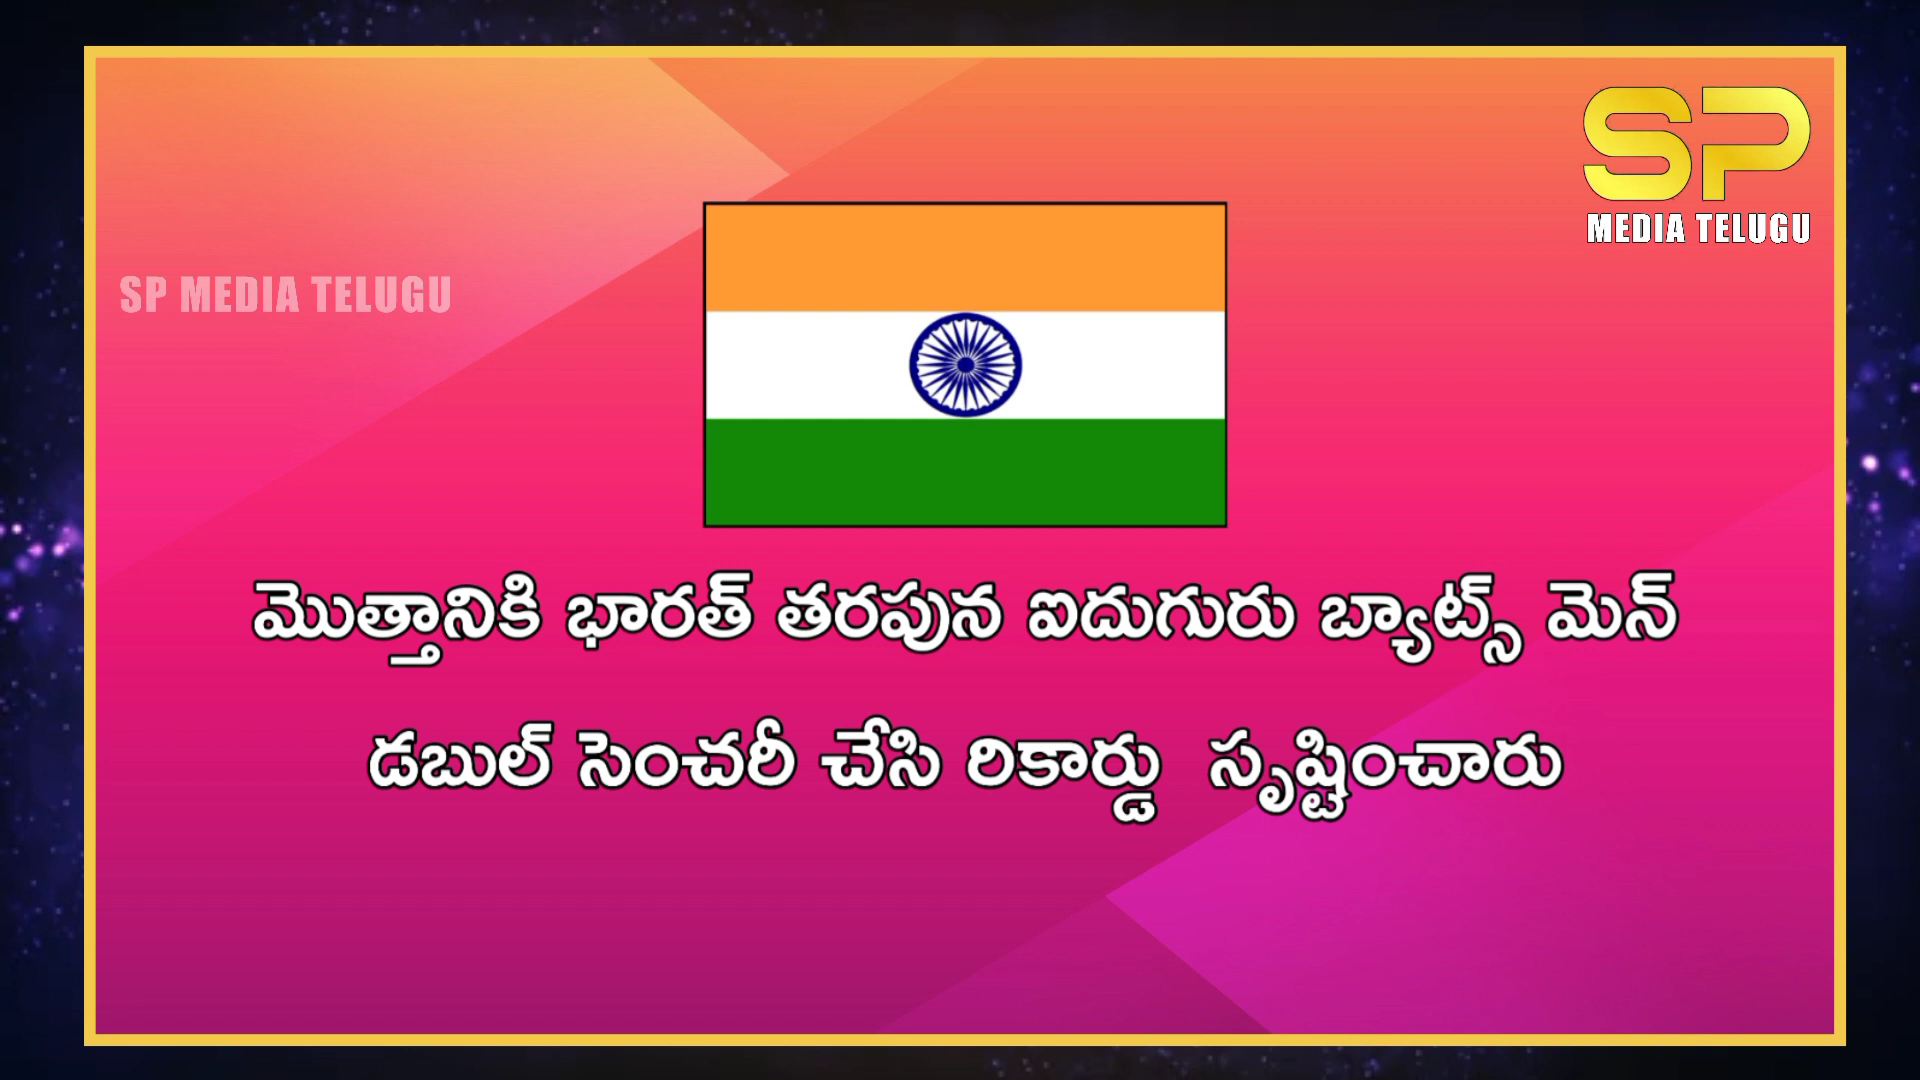 SP
MEDIA TELUGU
SP MEDIA TELUGU
మొత్తానికి భారత్ తరపున ఐదుగురు బ్యాట్స్ మెన్
డబుల్ సెంచరీ చేసి రికార్డు సృష్టించారు